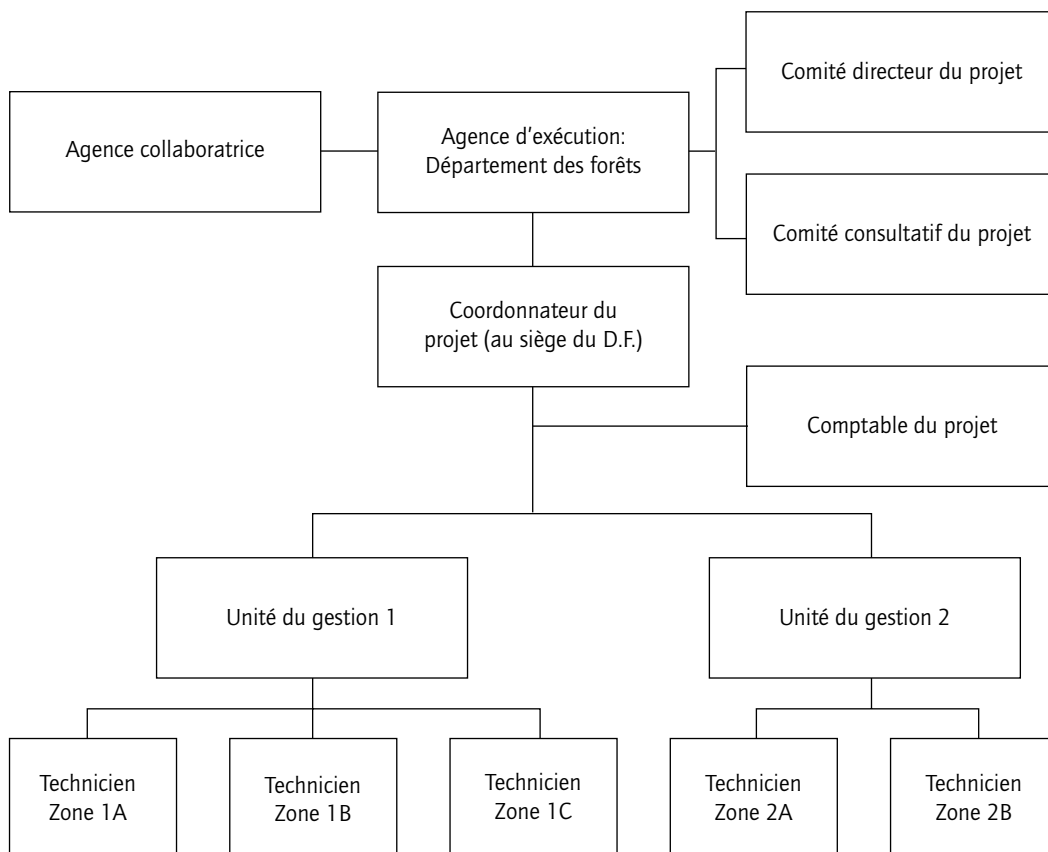 Comité directeur du projet
Agence collaboratrice
Agence d'exécution:
Département des forêts
Comité consultatif du projet
Coordonnateur du
projet (au siège du D.F.)
Comptable du projet
Unité du gestion 1
Unité du gestion 2
Technicien
Zone 1A
Technicien
Zone 1B
Technicien
Zone 1C
Technicien
Zone 2A
Technicien
Zone 2B